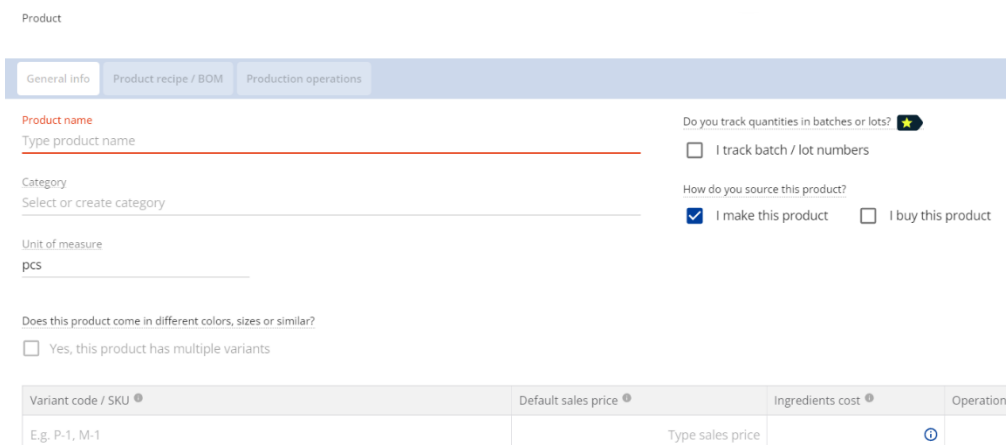 Product
General info Product recipe / BOM Production operations
Product name
Type product name
Do you track quantities in batches or lots?
I track batch / lot numbers
Category
Select or create category
How do you source this product?
I make this product I buy this product
Unit of measure
pcs
Does this product come in different colors, sizes or similar?
Yes, this product has multiple variants
Variant code / SKU Default sales price Ingredients cost Operation
E.g. P-1, M-1 Type sales price